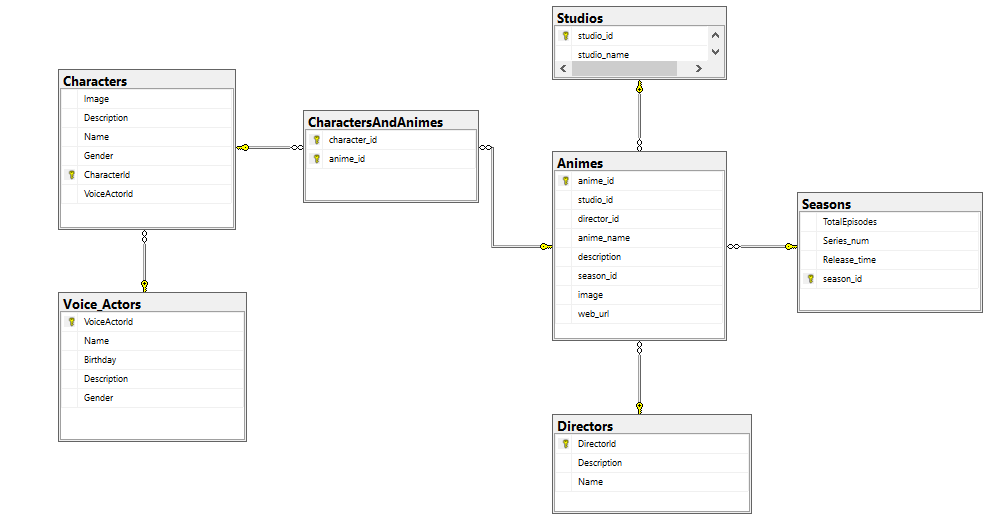 Studios
studio_id
studio_name
Characters
Image
Description
Name
Gender
CharacterId
VoiceActorId
CharactersAndAnimes
character_id
anime_id
Animes
anime_id
studio_id
director_id
anime_name
description
season_id
image
web_url
Seasons
TotalEpisodes
Series_num
Release_time
season_id
Voice_Actors
VoiceActorId
Name
Birthday
Description
Gender
Directors
DirectorId
Description
Name